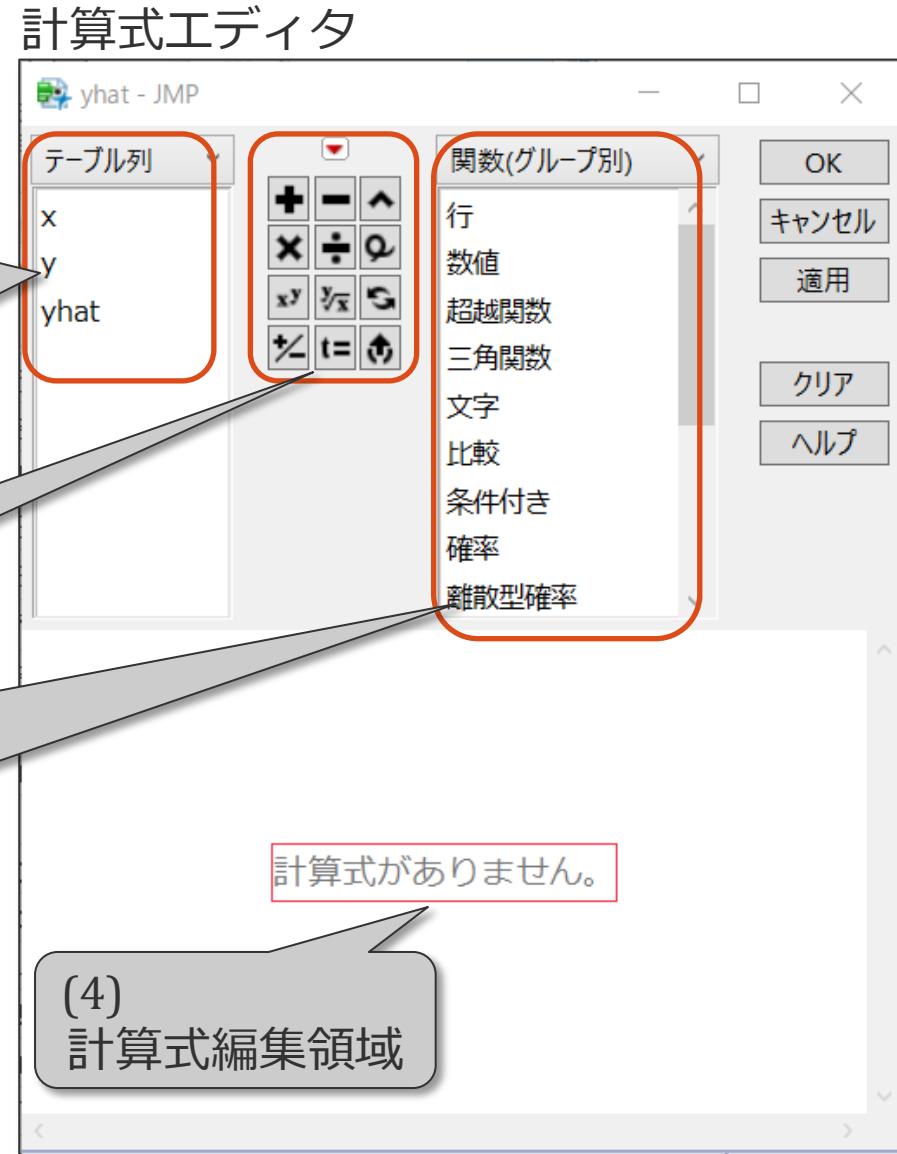 計算式エディタ
yhat - JMP
テーブル列
x
y
yhat
関数(グループ別)
行
数値
超越関数
三角関数
文字
比較
条件付き
確率
離散型確率
OK
キャンセル
適用
クリア
ヘルプ
xʸ
ʸ√x
t=
計算式がありません。
(4)
計算式編集領域